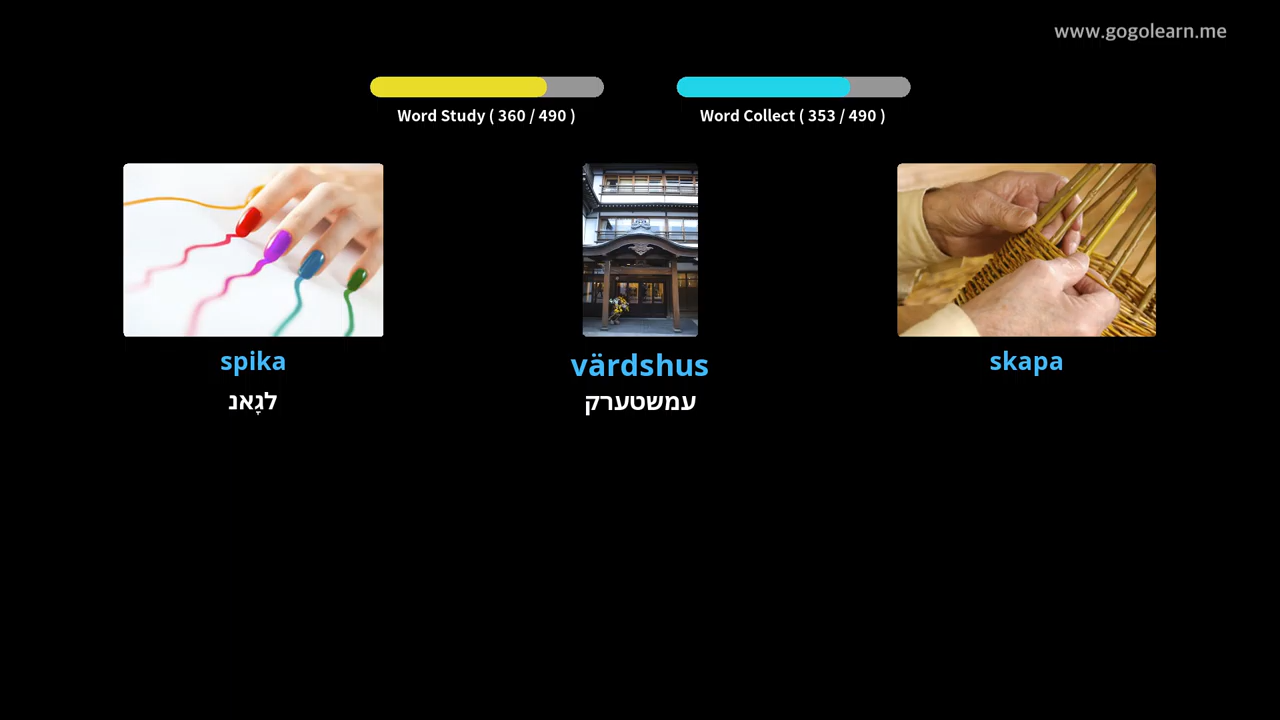 www.gogolearn.me
Word Study ( 360 / 490 )
Word Collect ( 353 / 490 )
spika
värdshus
skapa
לגָאנ
עמשטערק